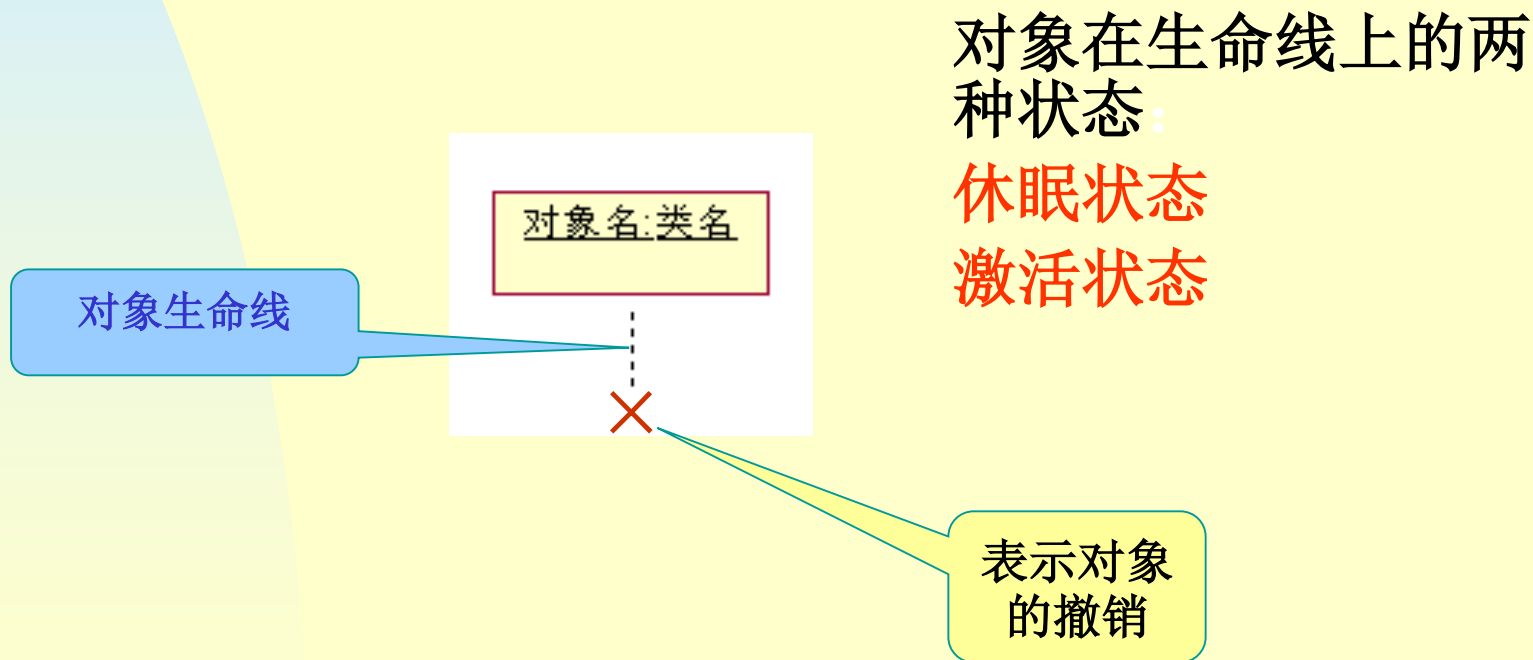 对象在生命线上的两
种状态：
休眠状态
激活状态
对象名:类名
对象生命线
表示对象
的撤销